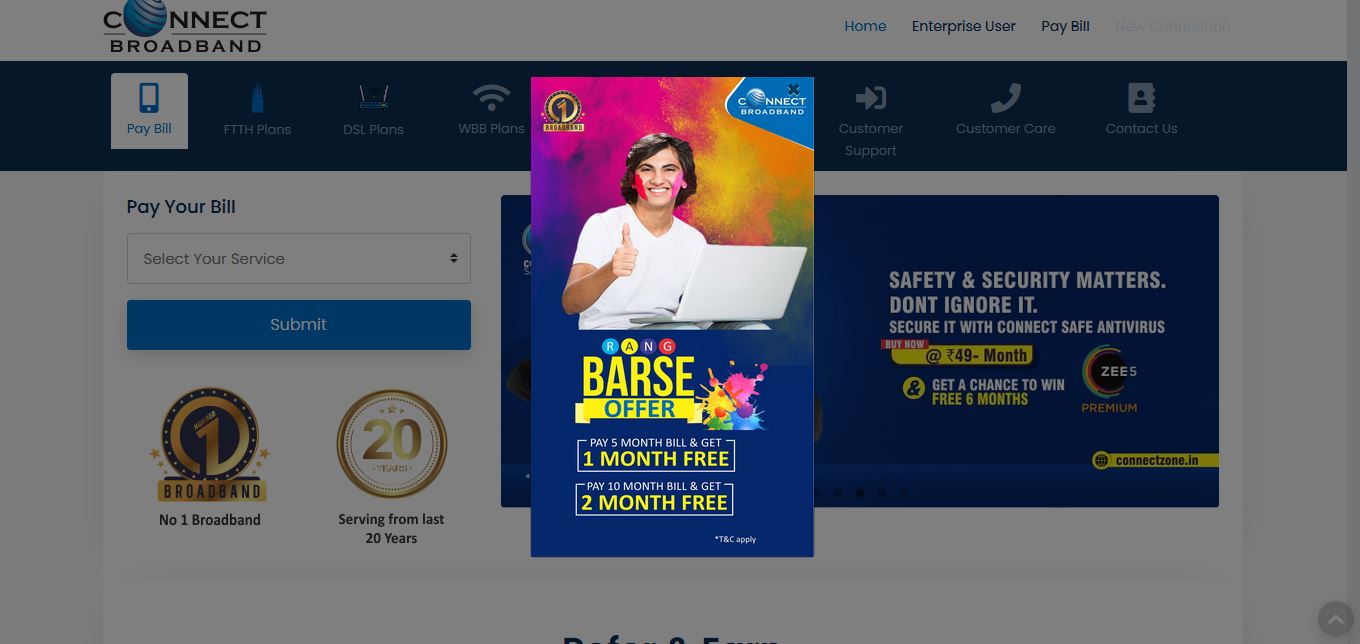 CONNECT
BROADBAND
Home
Enterprise User
Pay Bill
New Connection
Pay Bill
FTTH Plans
DSL Plans
WBB Plans
Customer
Support
Customer Care
Contact Us
Pay Your Bill
Select Your Service
Submit
NUMBER
1
BROADBAND
No 1 Broadband
20
YEARS
Serving from last
20 Years
1
BROADBAND
CONNECT
BROADBAND
RANG
BARSE
OFFER
PAY 5 MONTH BILL & GET
1 MONTH FREE
PAY 10 MONTH BILL & GET
2 MONTH FREE
*T&C apply
SAFETY & SECURITY MATTERS.
DONT IGNORE IT.
SECURE IT WITH CONNECT SAFE ANTIVIRUS
BUY NOW
@ ₹49- Month
& GET A CHANCE TO WIN
FREE 6 MONTHS
ZEE5
PREMIUM
connectzone.in
Refer & Earn